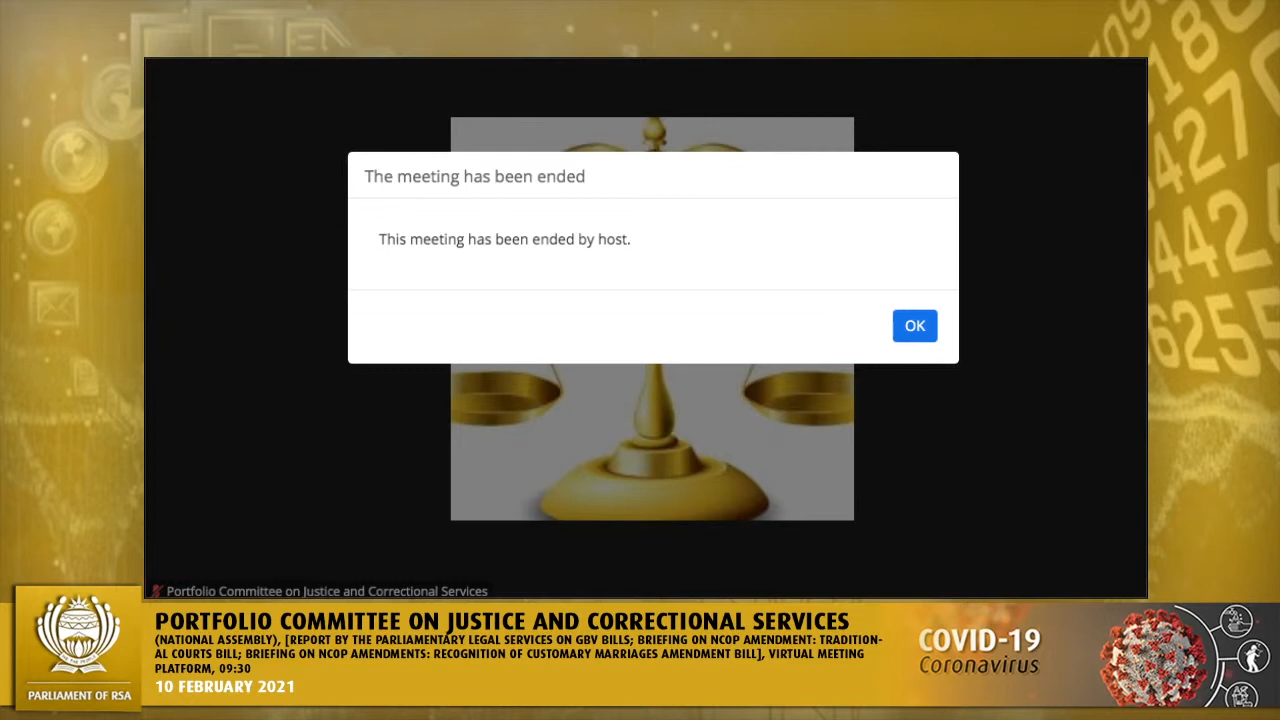 The meeting has been ended
This meeting has been ended by host.
OK
Portfolio Committee on Justice and Correctional Services
PORTFOLIO COMMITTEE ON JUSTICE AND CORRECTIONAL SERVICES
(NATIONAL ASSEMBLY), [REPORT BY THE PARLIAMENTARY LEGAL SERVICES ON GBV BILLS; BRIEFING ON NCOP AMENDMENT: TRADITION-
AL COURTS BILL; BRIEFING ON NCOP AMENDMENTS: RECOGNITION OF CUSTOMARY MARRIAGES AMENDMENT BILL], VIRTUAL MEETING
PLATFORM, 09:30
10 FEBRUARY 2021
PARLIAMENT OF RSA
COVID-19
Coronavirus